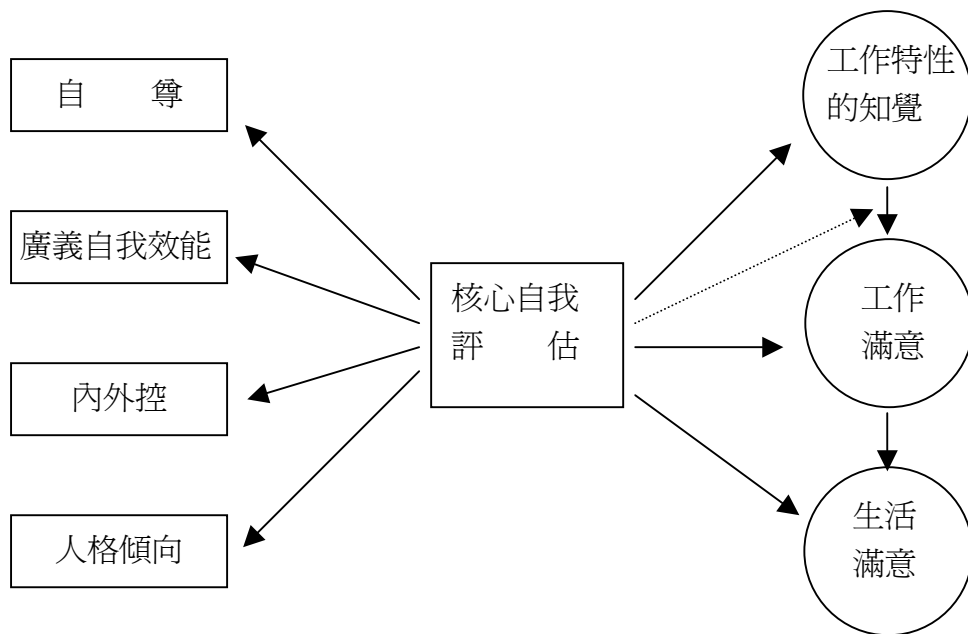 自　　尊
廣義自我效能
內外控
人格傾向
核心自我
評　　估
工作特性
的知覺
工作
滿意
生活
滿意